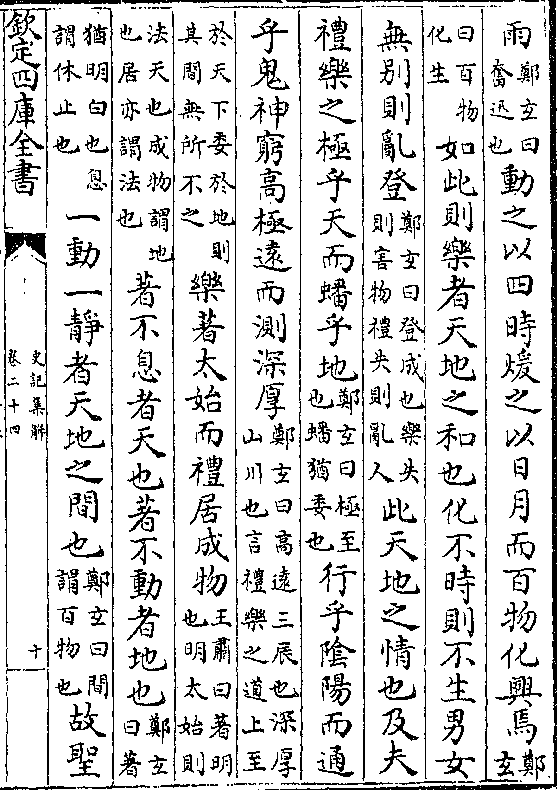 雨鄭玄曰奮迅也動之以四時煖之以日月而百物化興焉鄭玄
曰百物化生如此則樂者天地之和也化不時則不生男女
無别則亂登鄭玄曰登成也樂失則害物禮失則亂人此天地之情也及夫
禮樂之極乎天而蟠乎地鄭玄曰極至也蟠猶委也行乎隂陽而通
乎鬼神窮高極遠而測深厚鄭玄曰高遠三辰也深厚山川也言禮樂之道上至
於天下委於地則其間無所不之樂著太始而禮居成物王肅曰著明也明太始則
法天也成物謂地也居亦謂法也著不息者天也著不動者地也鄭玄曰著
猶明白也息謂休止也一動一靜者天地之間也鄭玄曰間謂百物也故聖
欽定四庫全書
史記集解
卷二十四
十